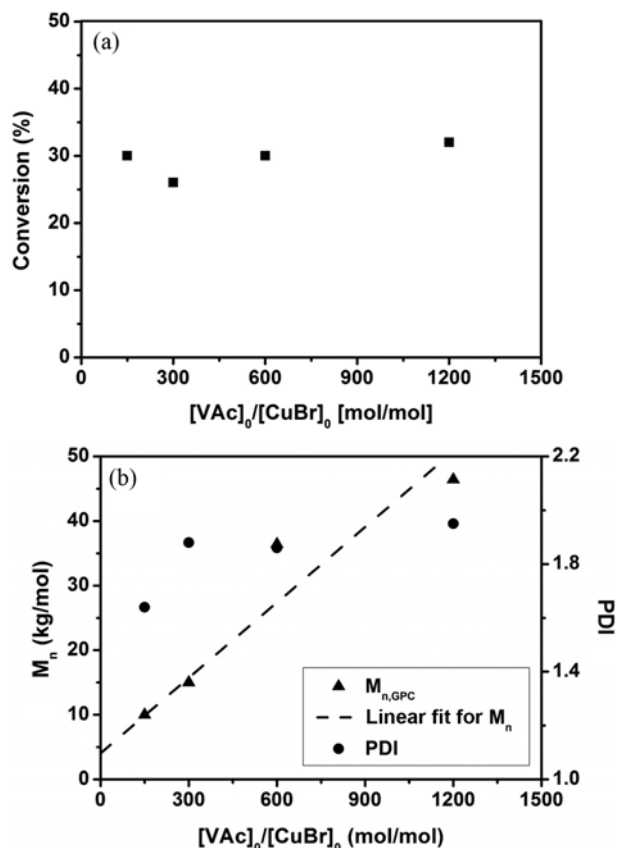 (a)
50
40
30
20
10
0
Conversion (%)
0 300 600 900 1200 1500
[VAc]₀/[CuBr]₀ [mol/mol]
(b)
50
40
30
20
10
0
Mₙ (kg/mol)
2.2
1.8
1.4
1.0
PDI
Mₙ,GPC
Linear fit for Mₙ
PDI
0 300 600 900 1200 1500
[VAc]₀/[CuBr]₀ (mol/mol)